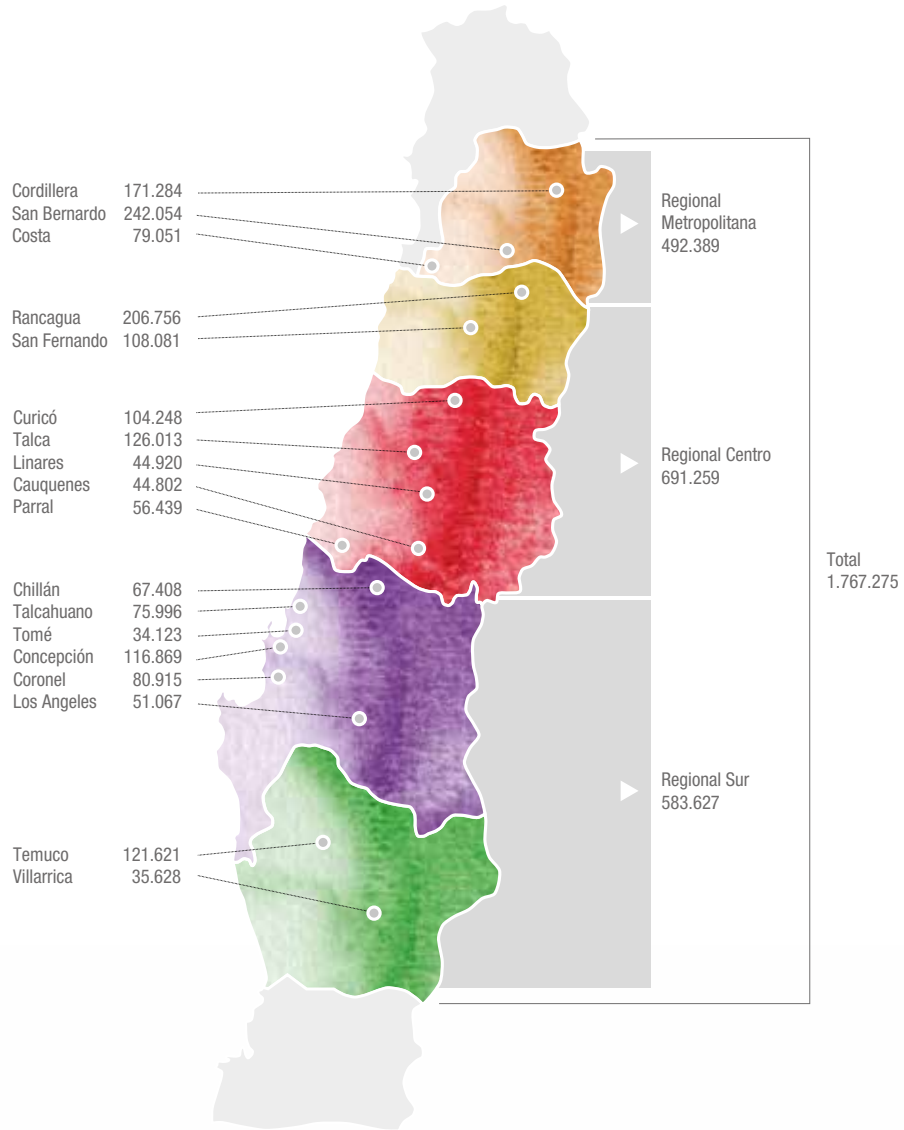 Cordillera 171.284
San Bernardo 242.054
Costa 79.051
Rancagua 206.756
San Fernando 108.081
Curicó 104.248
Talca 126.013
Linares 44.920
Cauquenes 44.802
Parral 56.439
Chillán 67.408
Talcahuano 75.996
Tomé 34.123
Concepción 116.869
Coronel 80.915
Los Angeles 51.067
Temuco 121.621
Villarrica 35.628
Regional
Metropolitana
492.389
Regional Centro
691.259
Regional Sur
583.627
Total
1.767.275